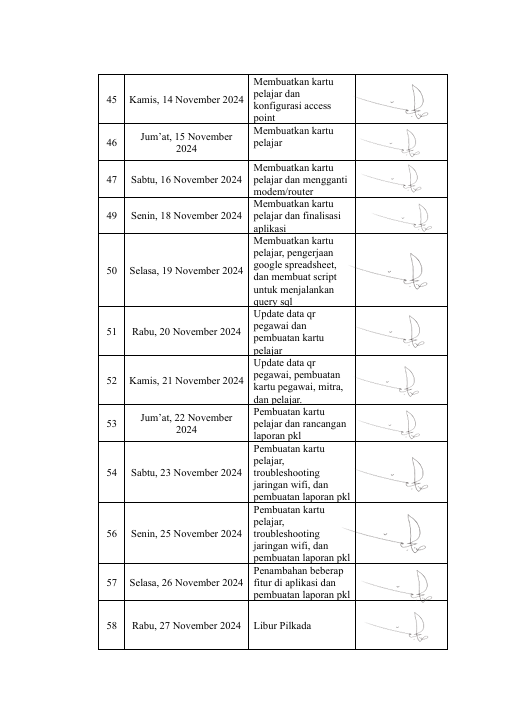 45
Kamis, 14 November 2024
Membuatkan kartu
pelajar dan
konfigurasi access
point
46
Jum’at, 15 November
2024
Membuatkan kartu
pelajar
47
Sabtu, 16 November 2024
Membuatkan kartu
pelajar dan mengganti
modem/router
49
Senin, 18 November 2024
Membuatkan kartu
pelajar dan finalisasi
aplikasi
50
Selasa, 19 November 2024
Membuatkan kartu
pelajar, pengerjaan
google spreadsheet,
dan membuat script
untuk menjalankan
query sql
51
Rabu, 20 November 2024
Update data qr
pegawai dan
pembuatan kartu
pelajar
52
Kamis, 21 November 2024
Update data qr
pegawai, pembuatan
kartu pegawai, mitra,
dan pelajar.
53
Jum’at, 22 November
2024
Pembuatan kartu
pelajar dan rancangan
laporan pkl
54
Sabtu, 23 November 2024
Pembuatan kartu
pelajar,
troubleshooting
jaringan wifi, dan
pembuatan laporan pkl
56
Senin, 25 November 2024
Pembuatan kartu
pelajar,
troubleshooting
jaringan wifi, dan
pembuatan laporan pkl
57
Selasa, 26 November 2024
Penambahan beberap
fitur di aplikasi dan
pembuatan laporan pkl
58
Rabu, 27 November 2024
Libur Pilkada